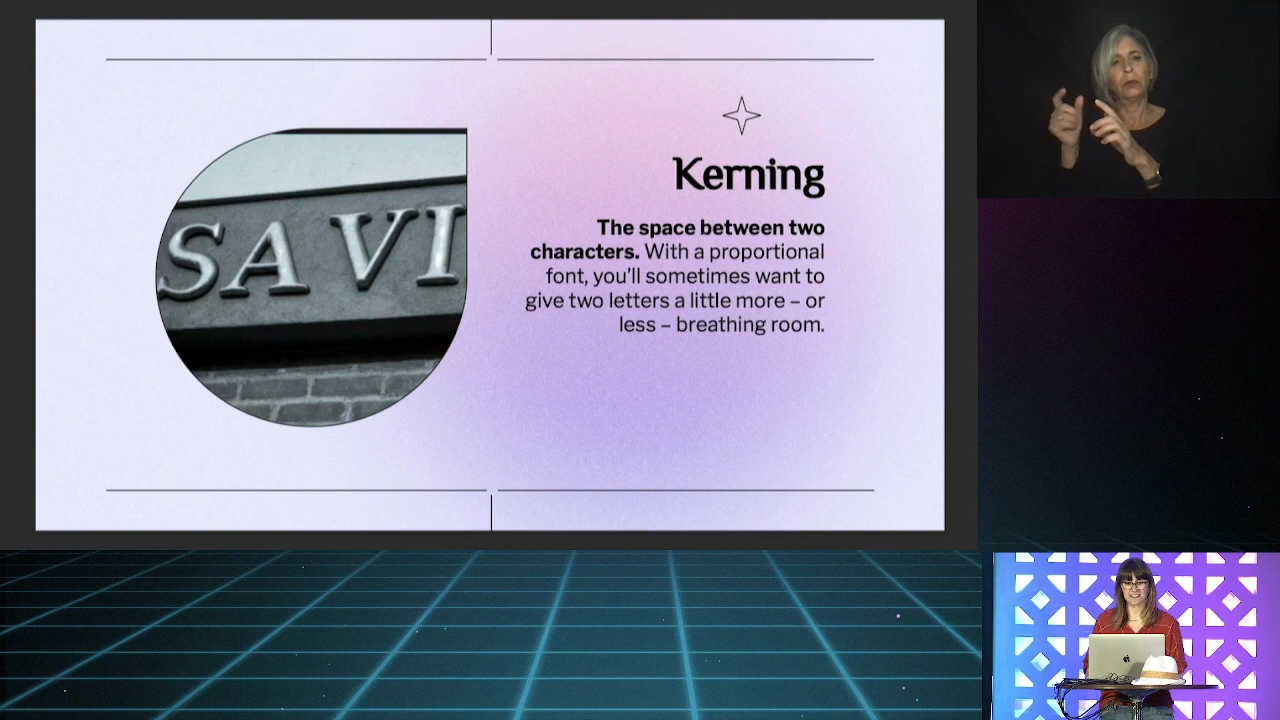 SAVI
Kerning
The space between two
characters. With a proportional
font, you'll sometimes want to
give two letters a little more – or
less – breathing room.